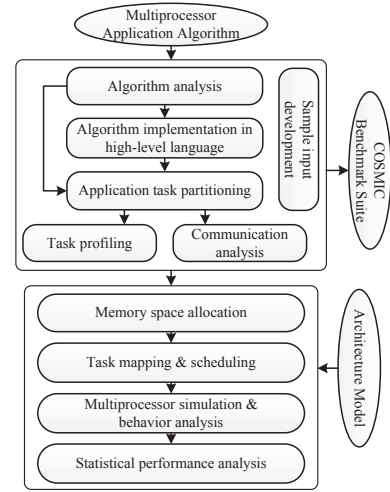 Multiprocessor
Application Algorithm
Algorithm analysis
Algorithm implementation in
high-level language
Application task partitioning
Task profiling
Communication
analysis
Sample input
development
COSMIC
Benchmark Suite
Memory space allocation
Task mapping & scheduling
Multiprocessor simulation &
behavior analysis
Statistical performance analysis
Architecture Model